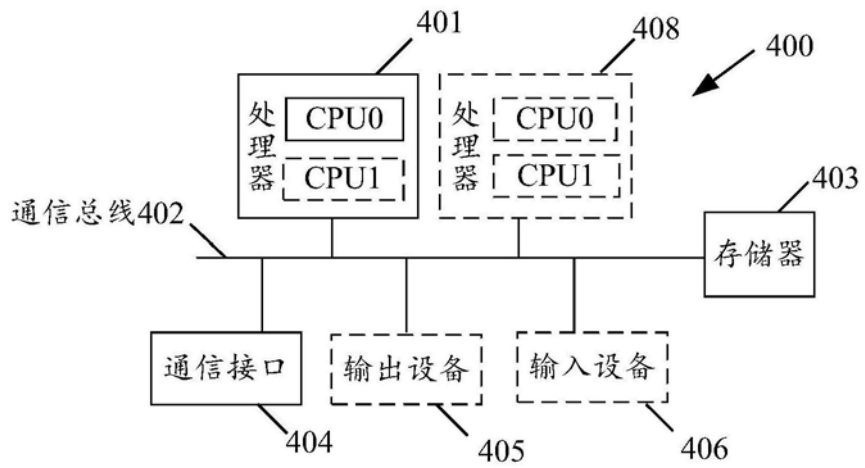 401
408
400
处理器
CPU0
CPU1
处理器
CPU0
CPU1
403
通信总线402
存储器
通信接口
输出设备
输入设备
404
405
406